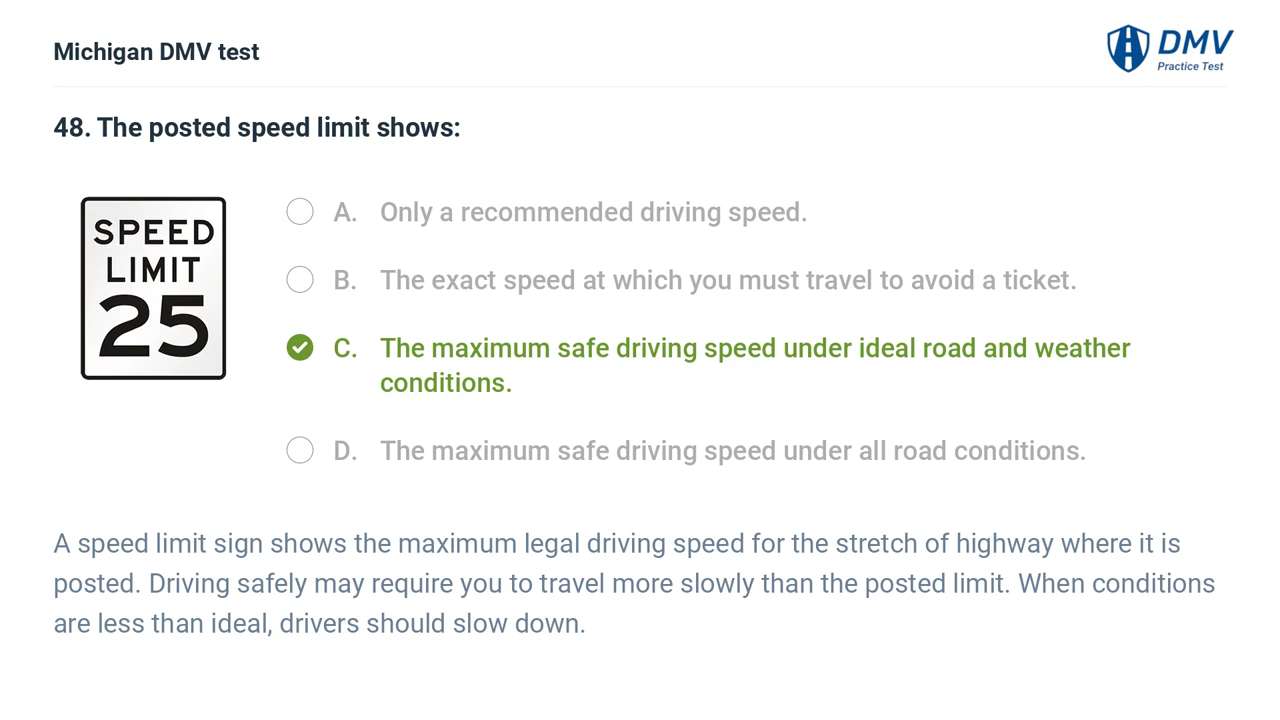 Michigan DMV test
DMV
Practice Test
48. The posted speed limit shows:
SPEED
LIMIT
25
A. Only a recommended driving speed.
B. The exact speed at which you must travel to avoid a ticket.
C. The maximum safe driving speed under ideal road and weather
conditions.
D. The maximum safe driving speed under all road conditions.
A speed limit sign shows the maximum legal driving speed for the stretch of highway where it is
posted. Driving safely may require you to travel more slowly than the posted limit. When conditions
are less than ideal, drivers should slow down.